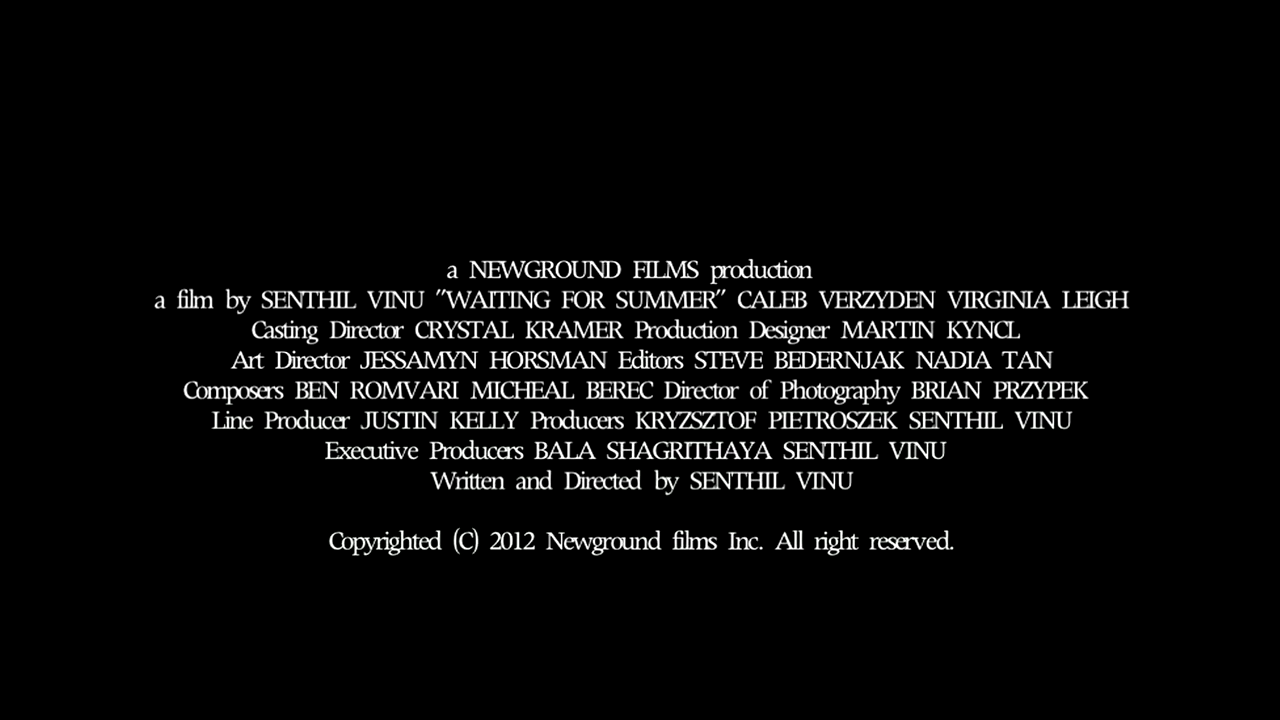 a NEWGROUND FILMS production
a film by SENTHIL VINU "WAITING FOR SUMMER" CALEB VERZYDEN VIRGINIA LEIGH
Casting Director CRYSTAL KRAMER Production Designer MARTIN KYNCL
Art Director JESSAMYN HORSMAN Editors STEVE BEDERNJAK NADIA TAN
Composers BEN ROMVARI MICHEAL BEREC Director of Photography BRIAN PRZYPEK
Line Producer JUSTIN KELLY Producers KRYZSZTOF PIETROSZEK SENTHIL VINU
Executive Producers BALA SHAGRITHAYA SENTHIL VINU
Written and Directed by SENTHIL VINU
Copyrighted (C) 2012 Newground films Inc. All right reserved.